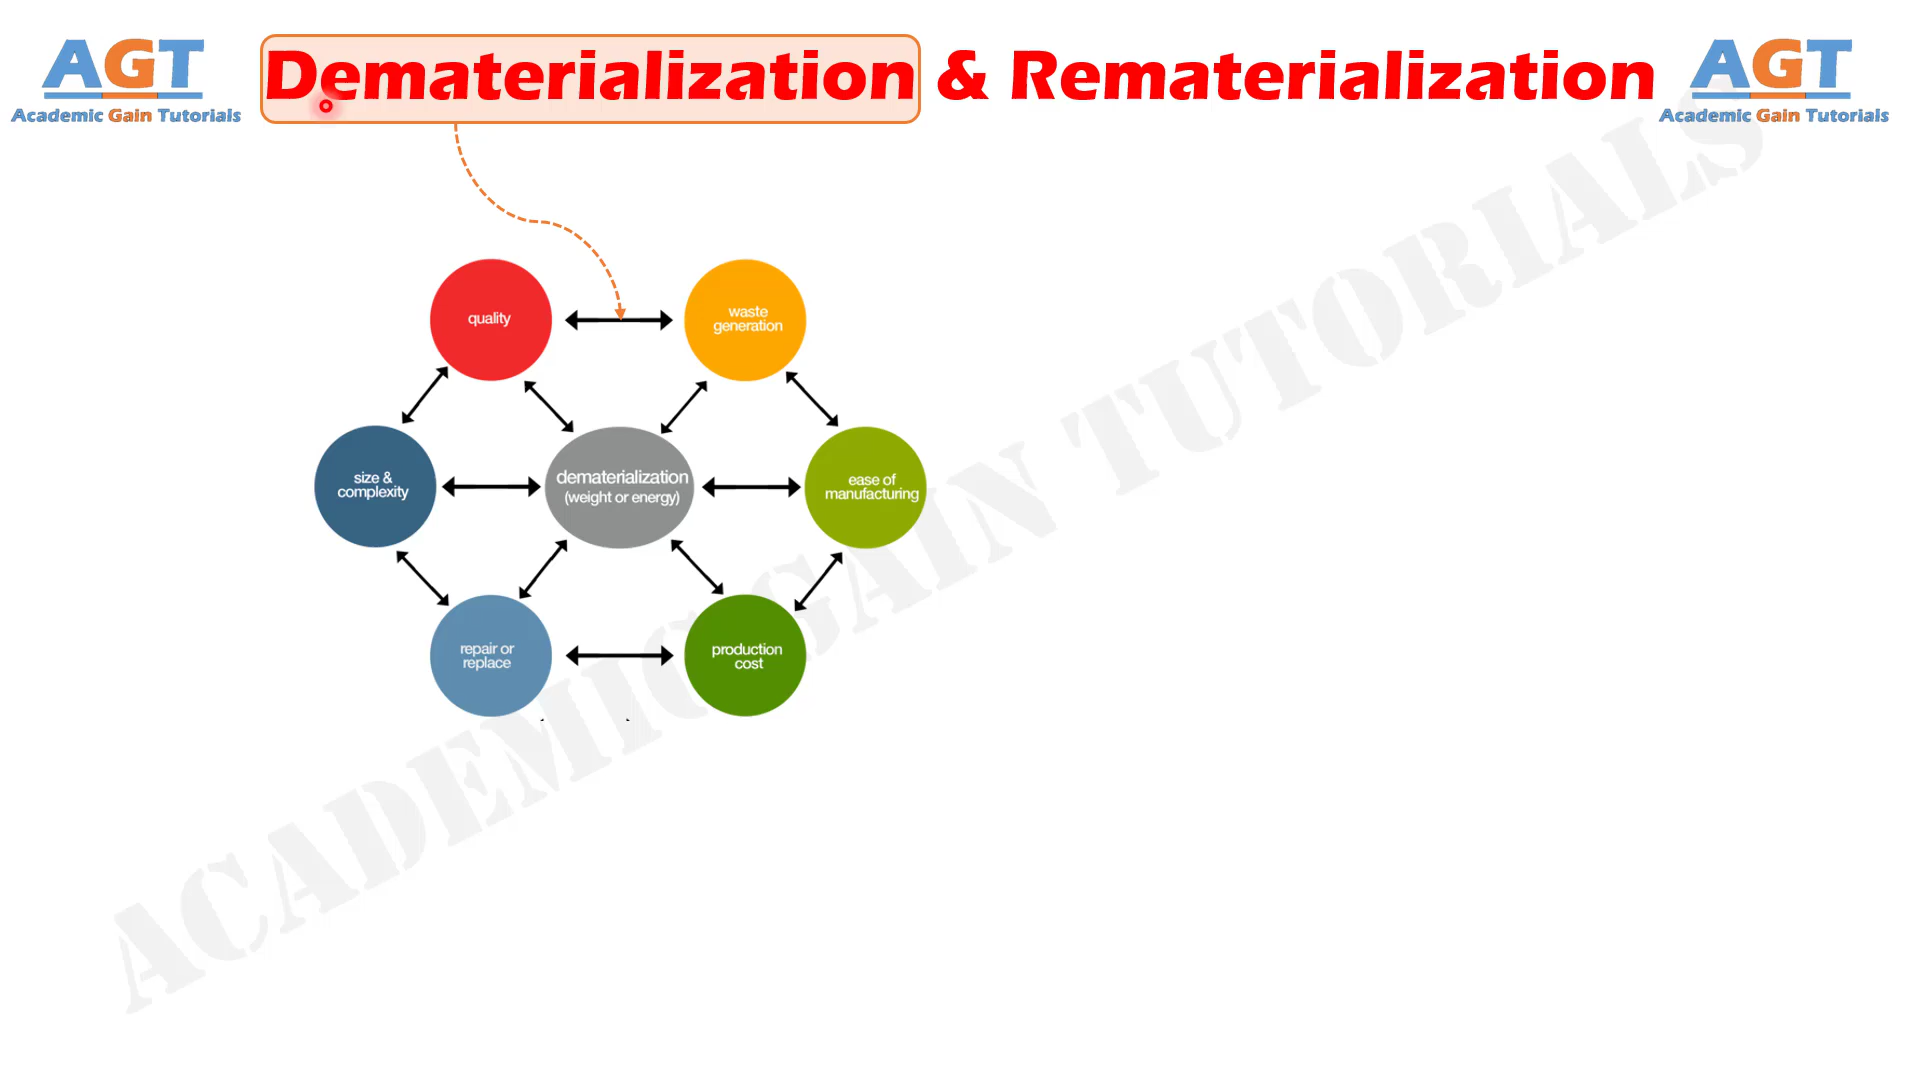 AGT
Academic Gain Tutorials
Dematerialization & Rematerialization
AGT
Academic Gain Tutorials
quality
waste
generation
size &
complexity
dematerialization
(weight or energy)
ease of
manufacturing
repair or
replace
production
cost
ACADEMIC GAIN TUTORIALS